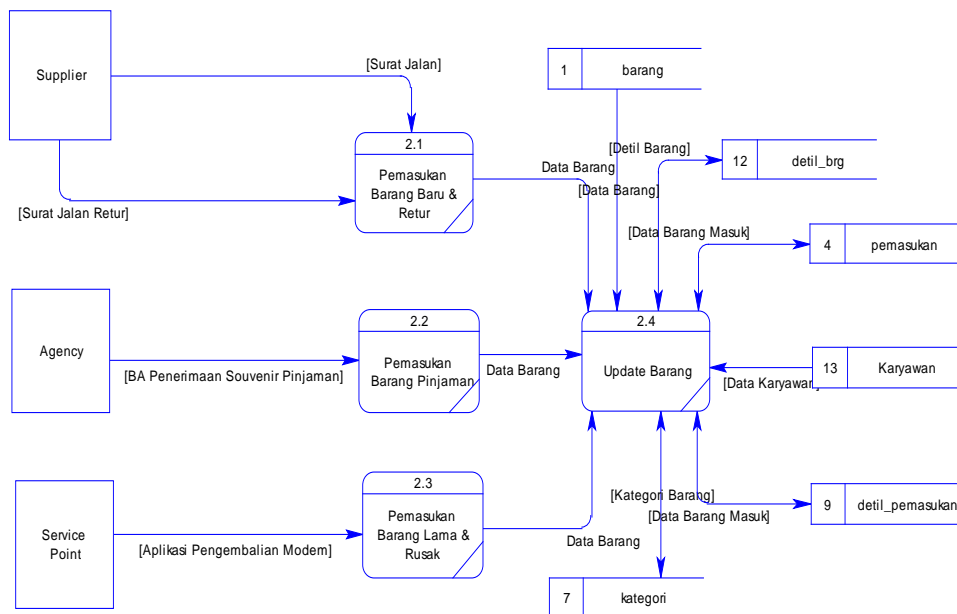 Supplier
[Surat Jalan]
1
barang
2.1
Pemasukan
Barang Baru &
Retur
[Surat Jalan Retur]
Data Barang
[Data Barang]
[Detil Barang]
12
detil_brg
[Data Barang Masuk]
4
pemasukan
Agency
[BA Penerimaan Souvenir Pinjaman]
2.2
Pemasukan
Barang Pinjaman
Data Barang
2.4
Update Barang
13
Karyawan
[Data Karyawan]
Service
Point
[Aplikasi Pengembalian Modem]
2.3
Pemasukan
Barang Lama &
Rusak
Data Barang
[Kategori Barang]
[Data Barang Masuk]
9
detil_pemasukan
7
kategori